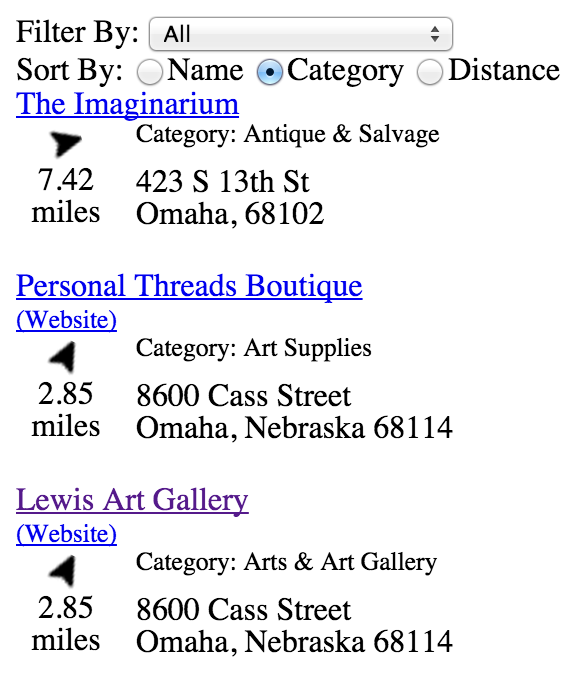 Filter By: All
Sort By: Name Category Distance
The Imaginarium
Category: Antique & Salvage
7.42 miles
423 S 13th St
Omaha, 68102
Personal Threads Boutique
(Website)
Category: Art Supplies
2.85 miles
8600 Cass Street
Omaha, Nebraska 68114
Lewis Art Gallery
(Website)
Category: Arts & Art Gallery
2.85 miles
8600 Cass Street
Omaha, Nebraska 68114